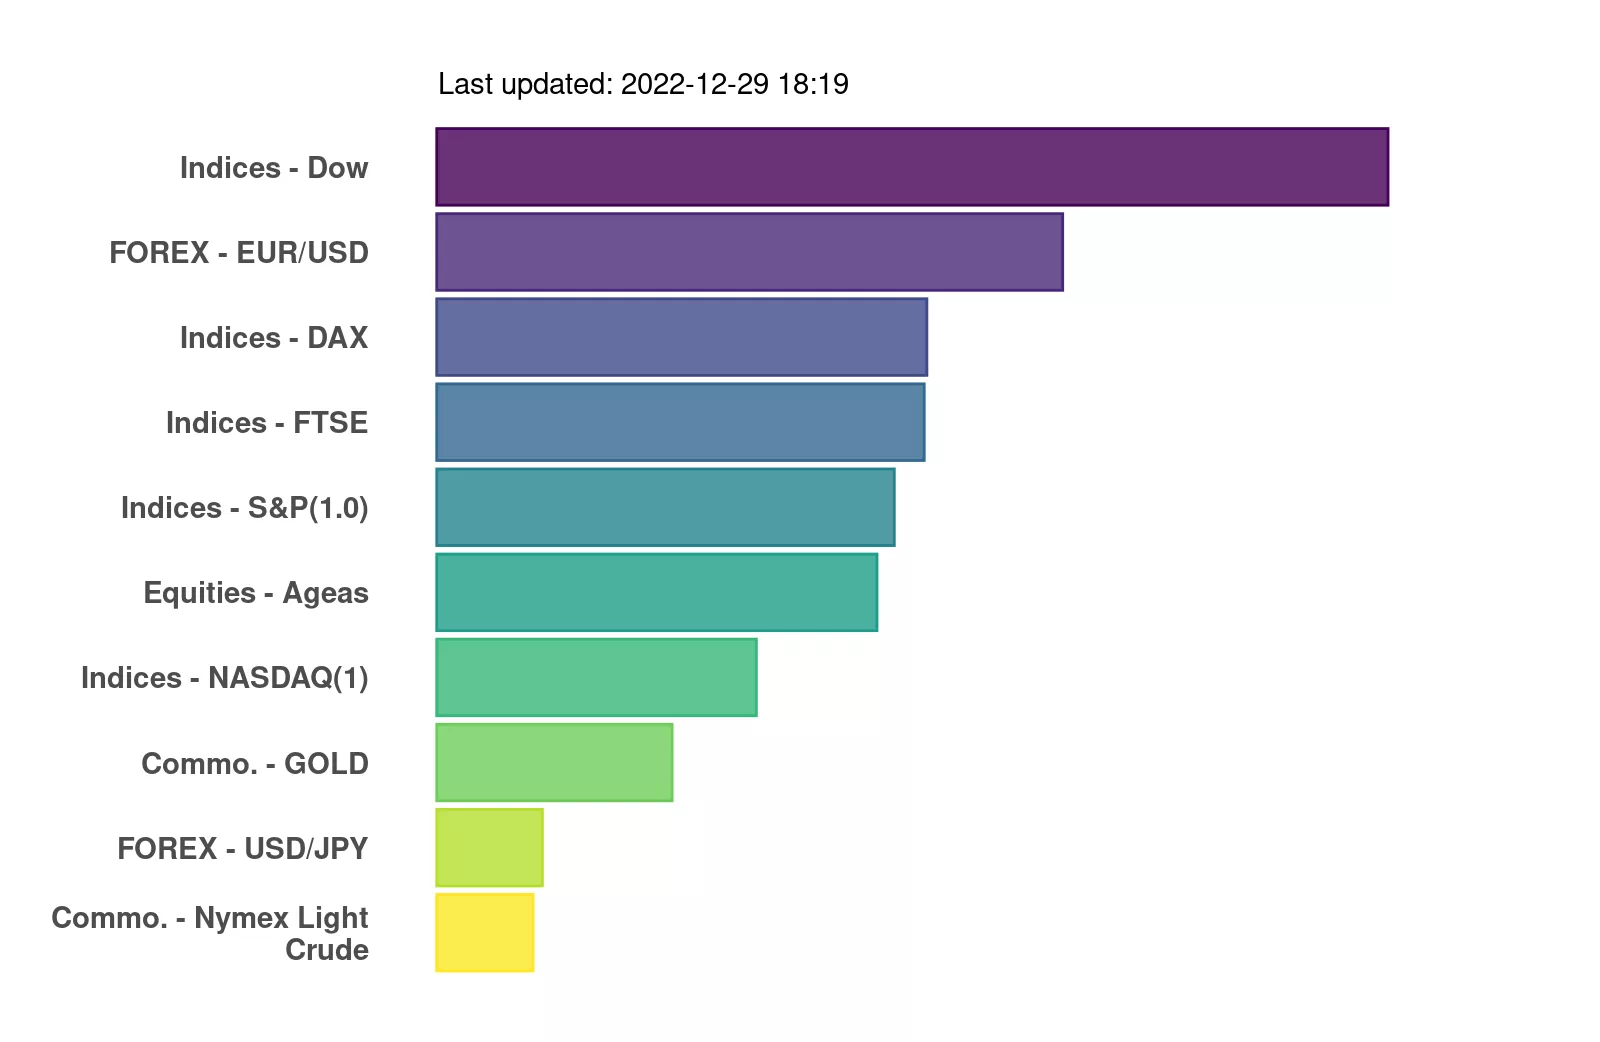 Last updated: 2022-12-29 18:19
Indices - Dow
FOREX - EUR/USD
Indices - DAX
Indices - FTSE
Indices - S&P(1.0)
Equities - Ageas
Indices - NASDAQ(1)
Commo. - GOLD
FOREX - USD/JPY
Commo. - Nymex Light
Crude